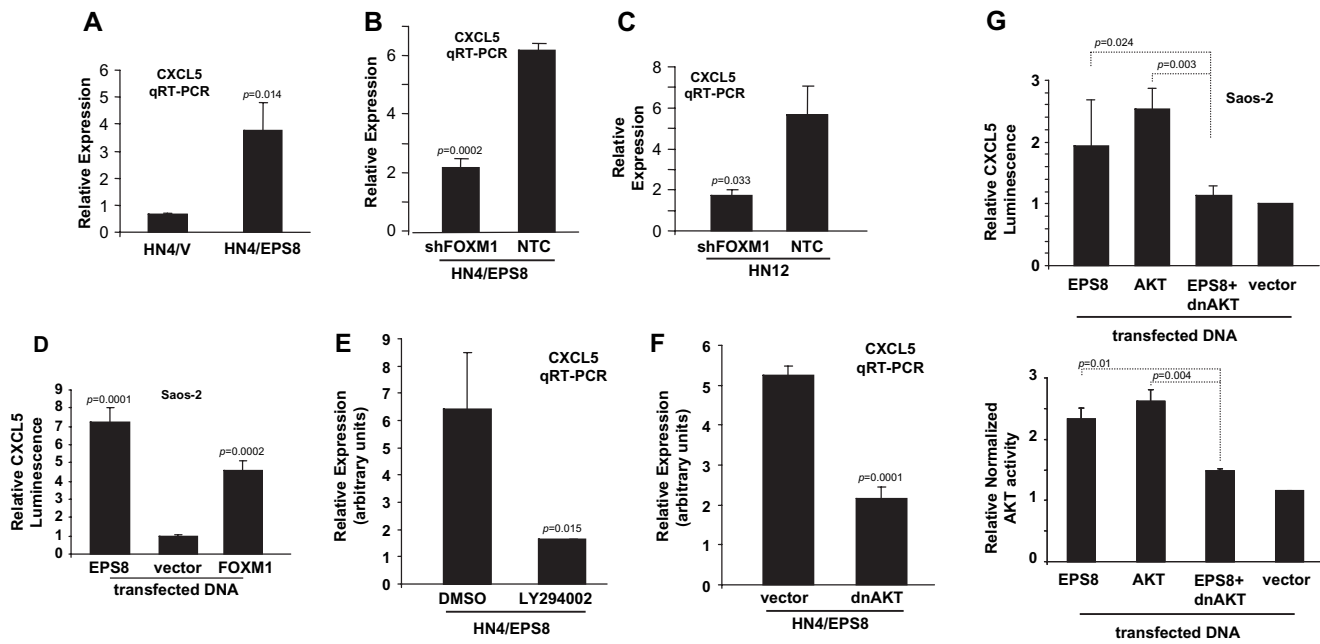 A
CXCL5
qRT-PCR
p=0.014
Relative Expression
6
5
4
3
2
1
0
HN4/V HN4/EPS8
B
CXCL5
qRT-PCR
p=0.0002
Relative Expression
6
4
2
0
shFOXM1 NTC
HN4/EPS8
C
CXCL5
qRT-PCR
p=0.033
Relative
Expression
8
6
4
2
0
shFOXM1 NTC
HN12
D
Saos-2
p=0.0001
p=0.0002
Relative CXCL5
Luminescence
9
8
7
6
5
4
3
2
1
0
EPS8 vector FOXM1
transfected DNA
E
CXCL5
qRT-PCR
p=0.015
Relative Expression
(arbitrary units)
9
8
7
6
5
4
3
2
1
0
DMSO LY294002
HN4/EPS8
F
CXCL5
qRT-PCR
p=0.0001
Relative Expression
(arbitrary units)
6
5
4
3
2
1
0
vector dnAKT
HN4/EPS8
G
p=0.024
p=0.003
Saos-2
Relative CXCL5
Luminescence
3
2
1
0
EPS8 AKT EPS8+ vector
dnAKT
transfected DNA
p=0.01
p=0.004
Relative Normalized
AKT activity
3
2
1
0
EPS8 AKT EPS8+ vector
dnAKT
transfected DNA